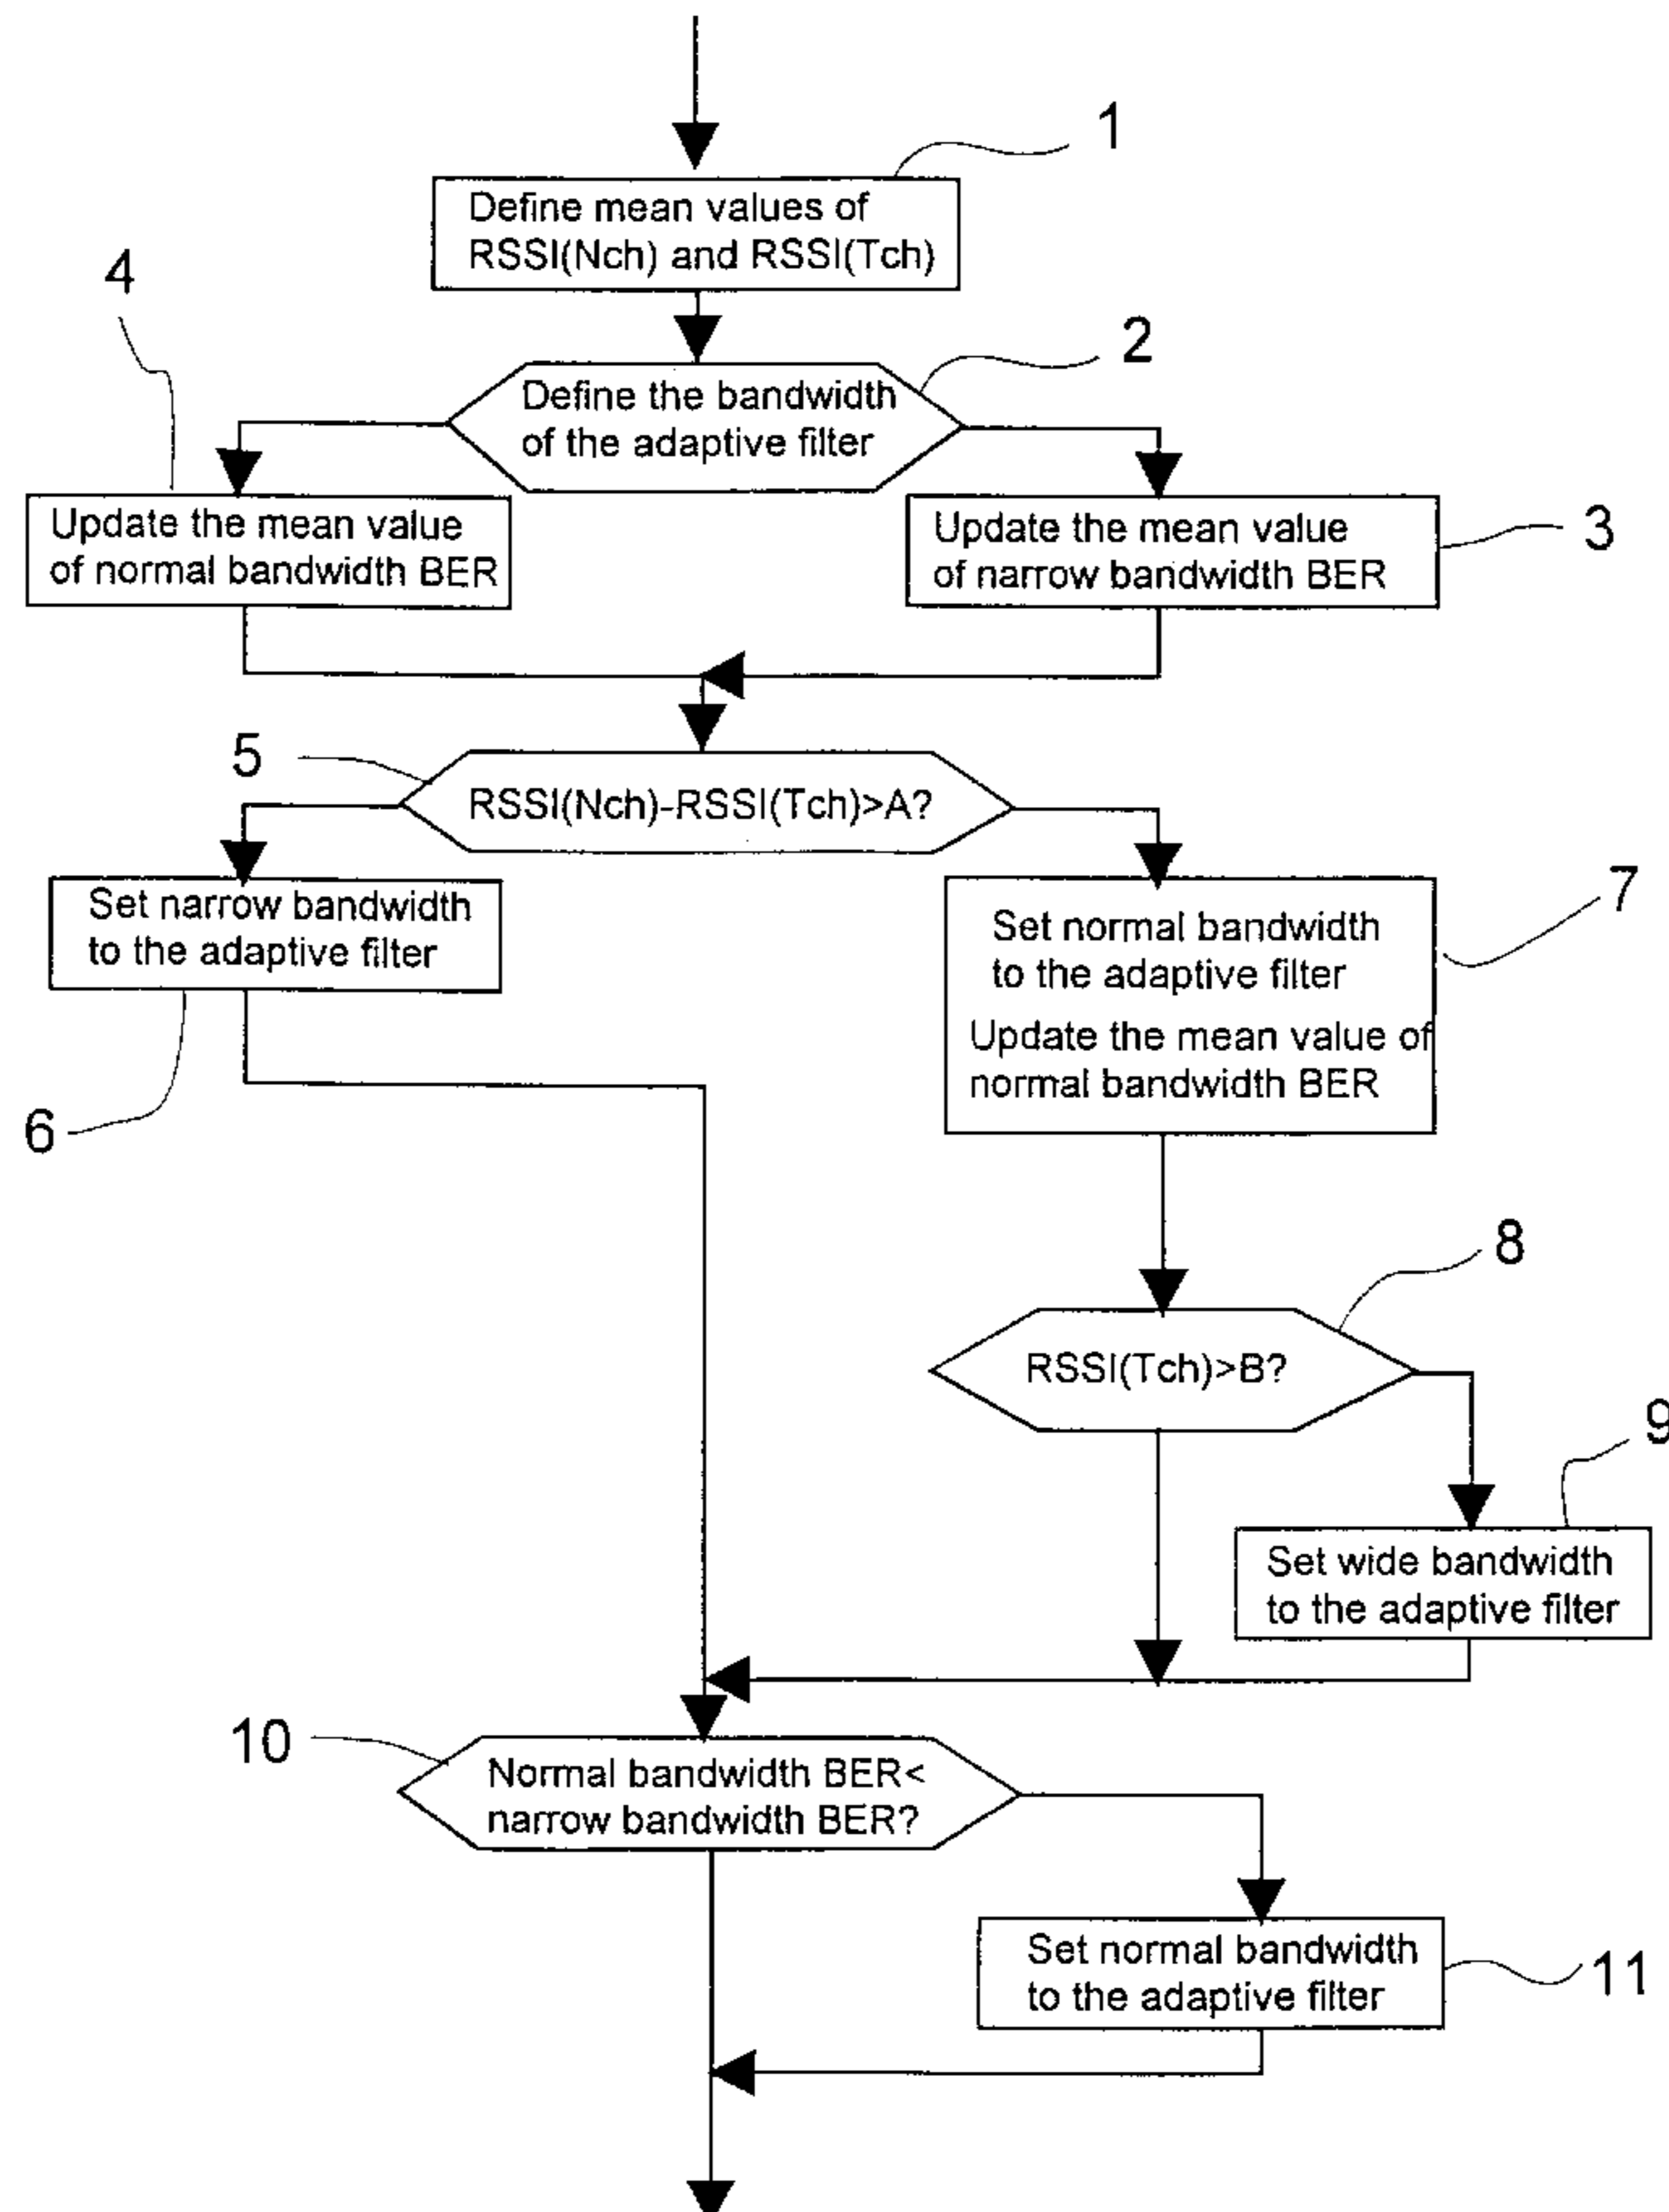 1
Define mean values of
RSSI(Nch) and RSSI(Tch)
2
Define the bandwidth
of the adaptive filter
4
Update the mean value
of normal bandwidth BER
3
Update the mean value
of narrow bandwidth BER
5
RSSI(Nch)-RSSI(Tch)>A?
6
Set narrow bandwidth
to the adaptive filter
7
Set normal bandwidth
to the adaptive filter
Update the mean value of
normal bandwidth BER
8
RSSI(Tch)>B?
9
Set wide bandwidth
to the adaptive filter
10
Normal bandwidth BER<
narrow bandwidth BER?
11
Set normal bandwidth
to the adaptive filter